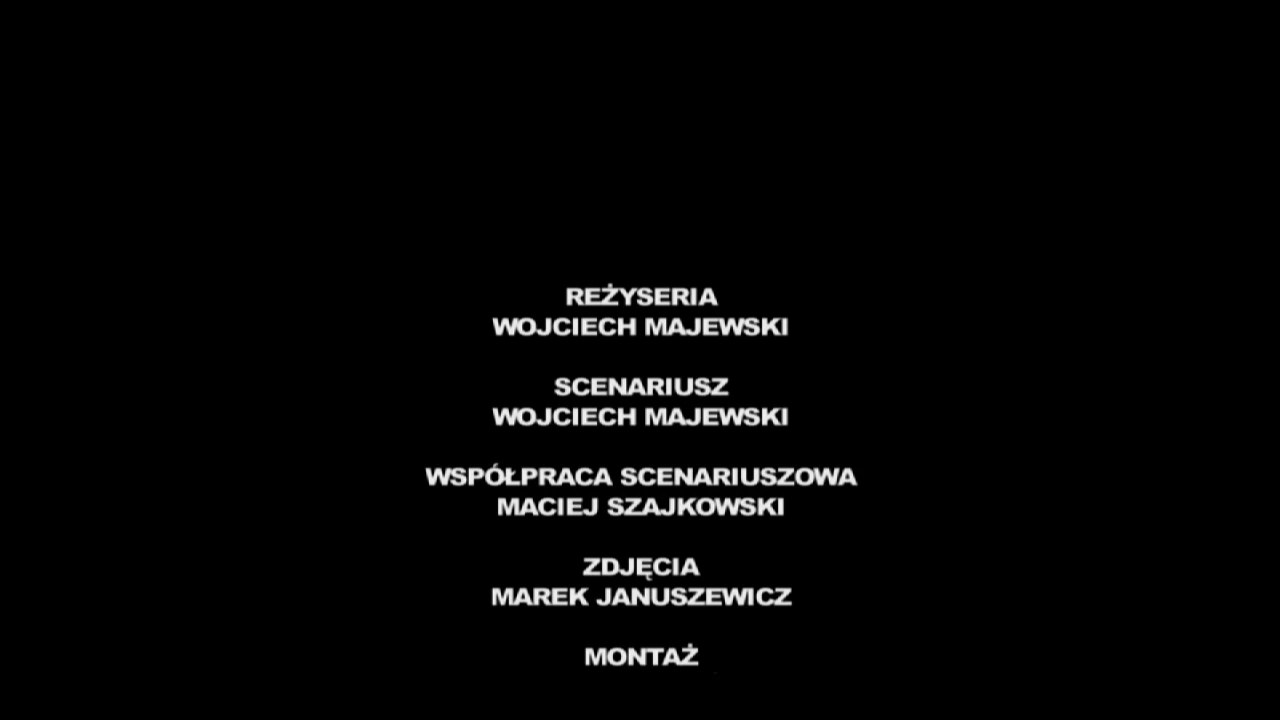 REŻYSERIA
WOJCIECH MAJEWSKI
SCENARIUSZ
WOJCIECH MAJEWSKI
WSPÓŁPRACA SCENARIUSZOWA
MACIEJ SZAJKOWSKI
ZDJĘCIA
MAREK JANUSZEWICZ
MONTAŻ